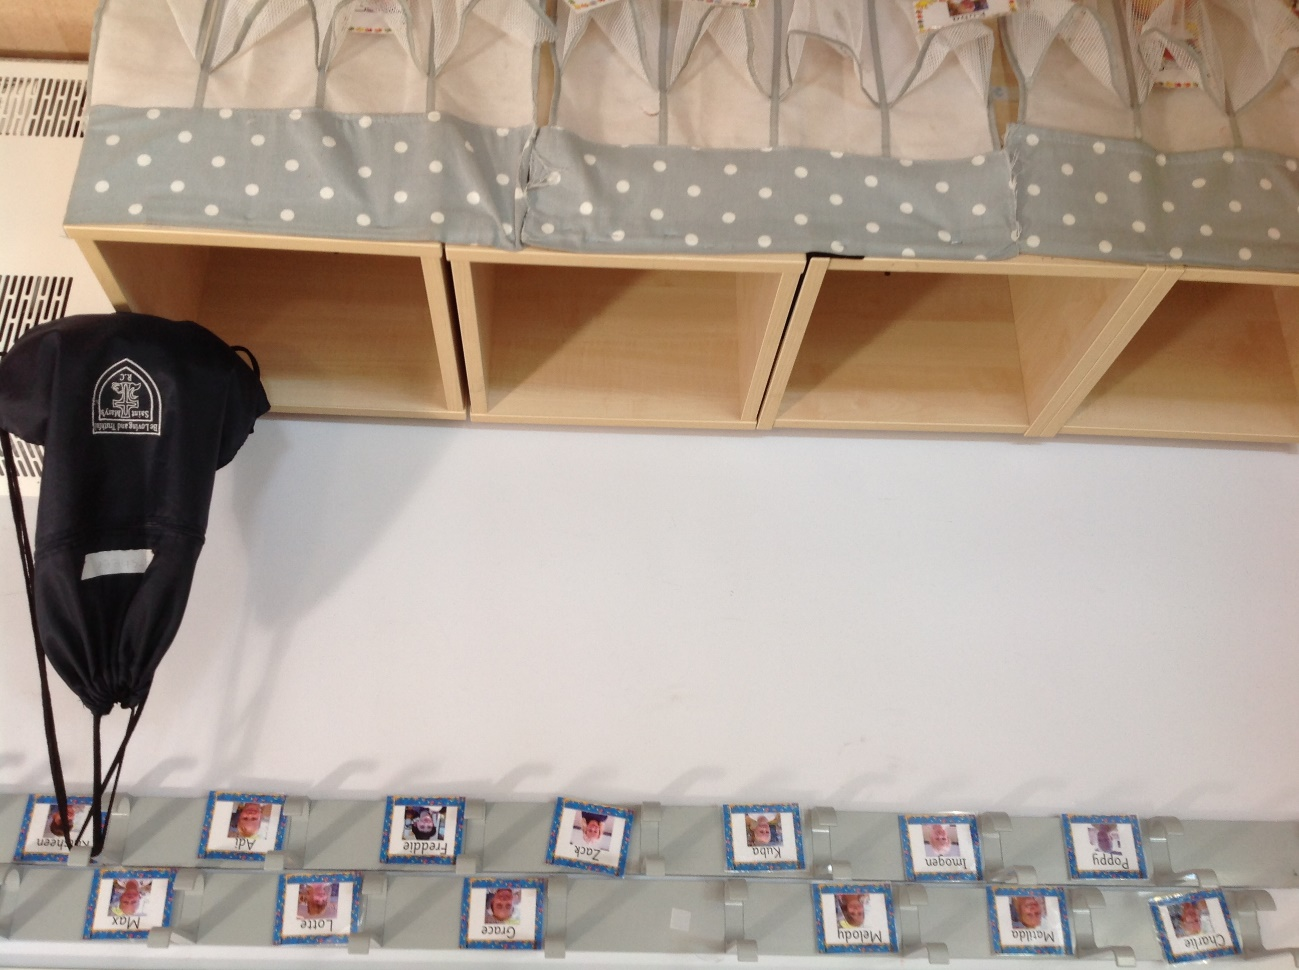 Charlie
Matilda
Melody
Grace
Lotte
Max
Poppy
Imogen
Kuba
Zack
Freddie
Adi
Be Loving and Truthful
Saint Mary's
R.C